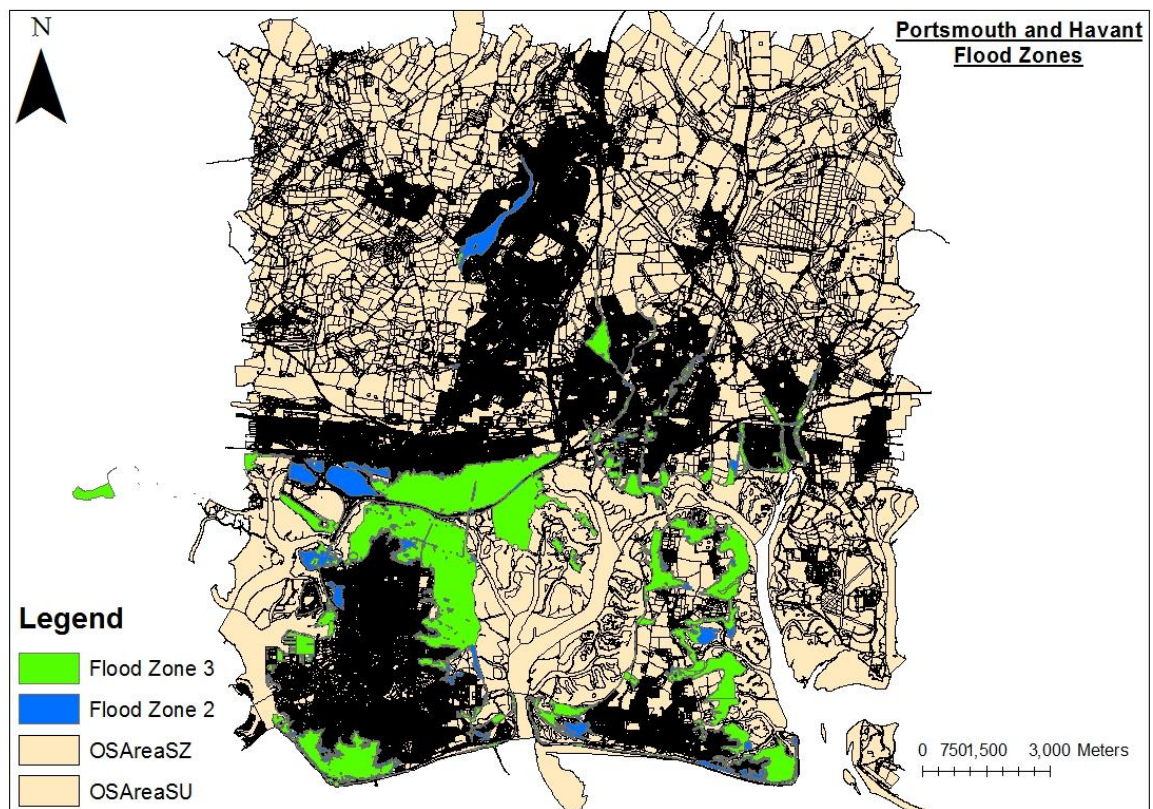 N
Portsmouth and Havant
Flood Zones
Legend
Flood Zone 3
Flood Zone 2
OSAreaSZ
OSAreaSU
0 7501,500 3,000 Meters